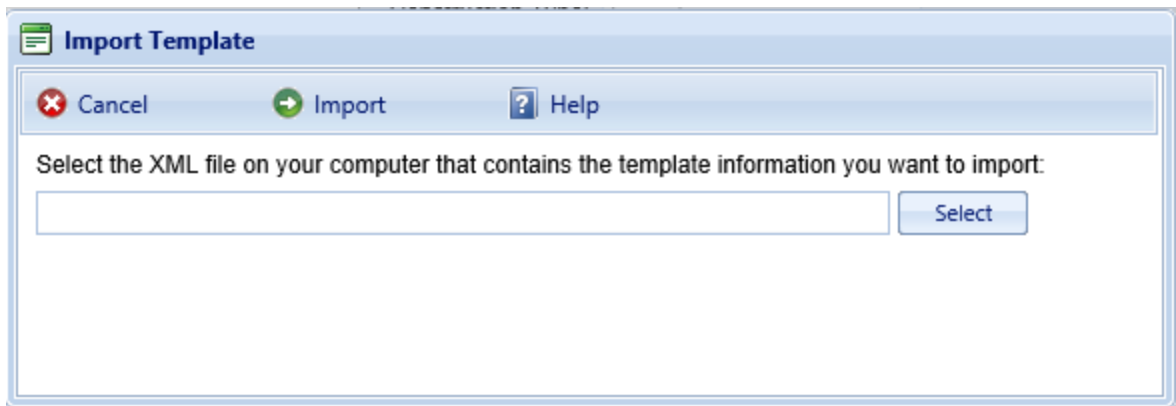 Import Template
Cancel Import Help
Select the XML file on your computer that contains the template information you want to import:
Select